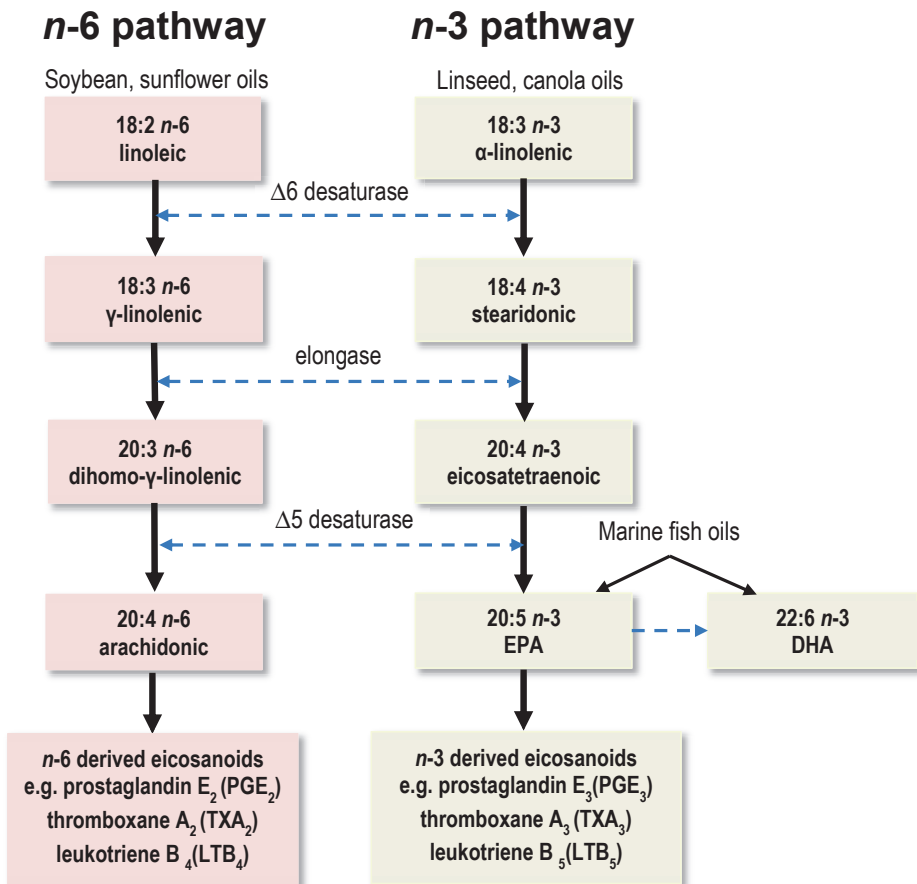 n-6 pathway
Soybean, sunflower oils
18:2 n-6
linoleic
18:3 n-6
γ-linolenic
20:3 n-6
dihomo-γ-linolenic
20:4 n-6
arachidonic
n-6 derived eicosanoids
e.g. prostaglandin E₂ (PGE₂)
thromboxane A₂ (TXA₂)
leukotriene B ₄(LTB₄)
Δ6 desaturase
elongase
Δ5 desaturase
n-3 pathway
Linseed, canola oils
18:3 n-3
α-linolenic
18:4 n-3
stearidonic
20:4 n-3
eicosatetraenoic
20:5 n-3
EPA
n-3 derived eicosanoids
e.g. prostaglandin E₃(PGE₃)
thromboxane A₃ (TXA₃)
leukotriene B ₅(LTB₅)
Marine fish oils
22:6 n-3
DHA